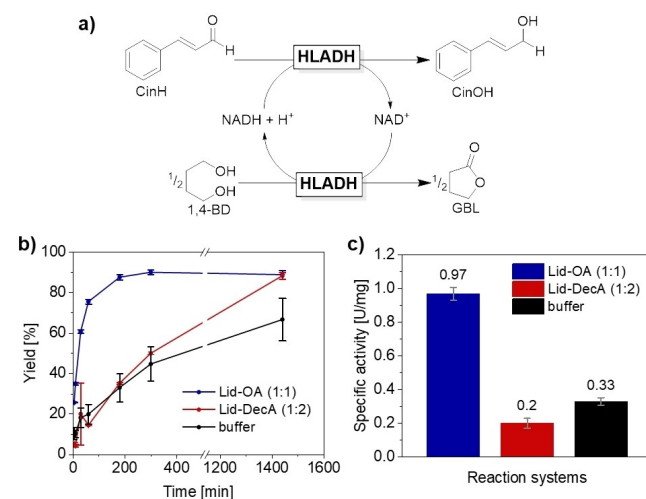 a)
O
H
CinH
HLADH
OH
H
CinOH
NADH + H⁺
NAD⁺
1/2
OH
OH
1,4-BD
HLADH
1/2
O
O
GBL
b)
100
80
60
40
20
0
Yield [%]
0 200 400 1200 1400 1600
Time [min]
Lid-OA (1:1)
Lid-DecA (1:2)
buffer
c)
1.2
1.0
0.8
0.6
0.4
0.2
0.0
Specific activity [U/mg]
Lid-OA (1:1)
Lid-DecA (1:2)
buffer
0.97
0.2
0.33
Reaction systems